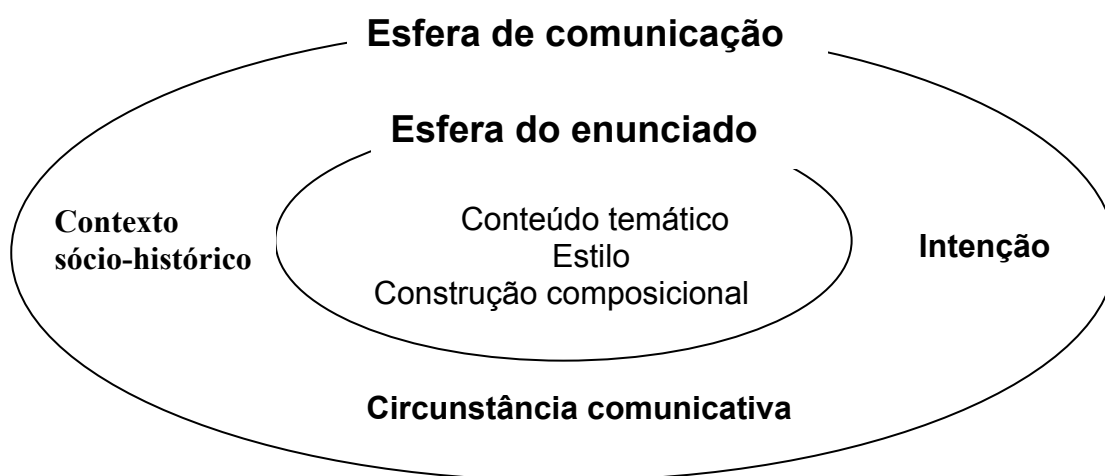 Esfera de comunicação
Esfera do enunciado
Contexto
sócio-histórico
Conteúdo temático
Estilo
Construção composicional
Intenção
Circunstância comunicativa